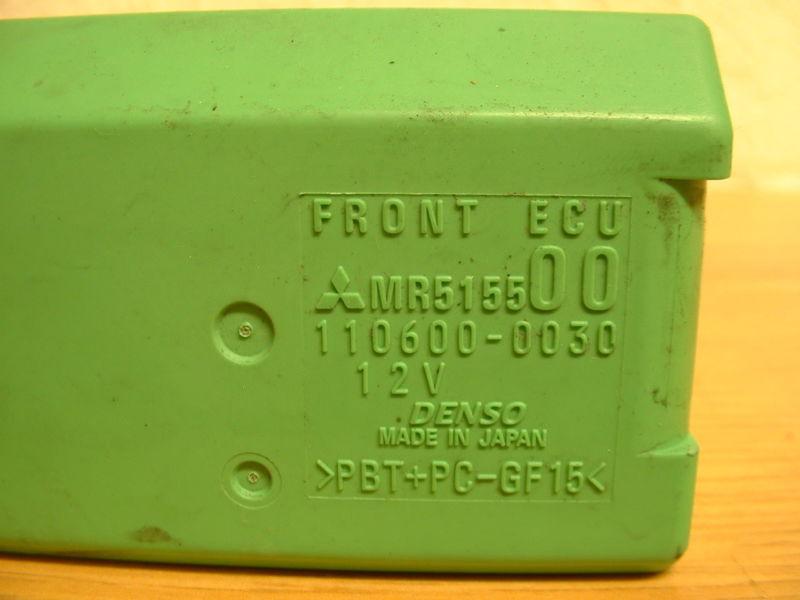 FRONT ECU
MR515500
110600-0030
12V
DENSO
MADE IN JAPAN
>PBT+PC-GF15<